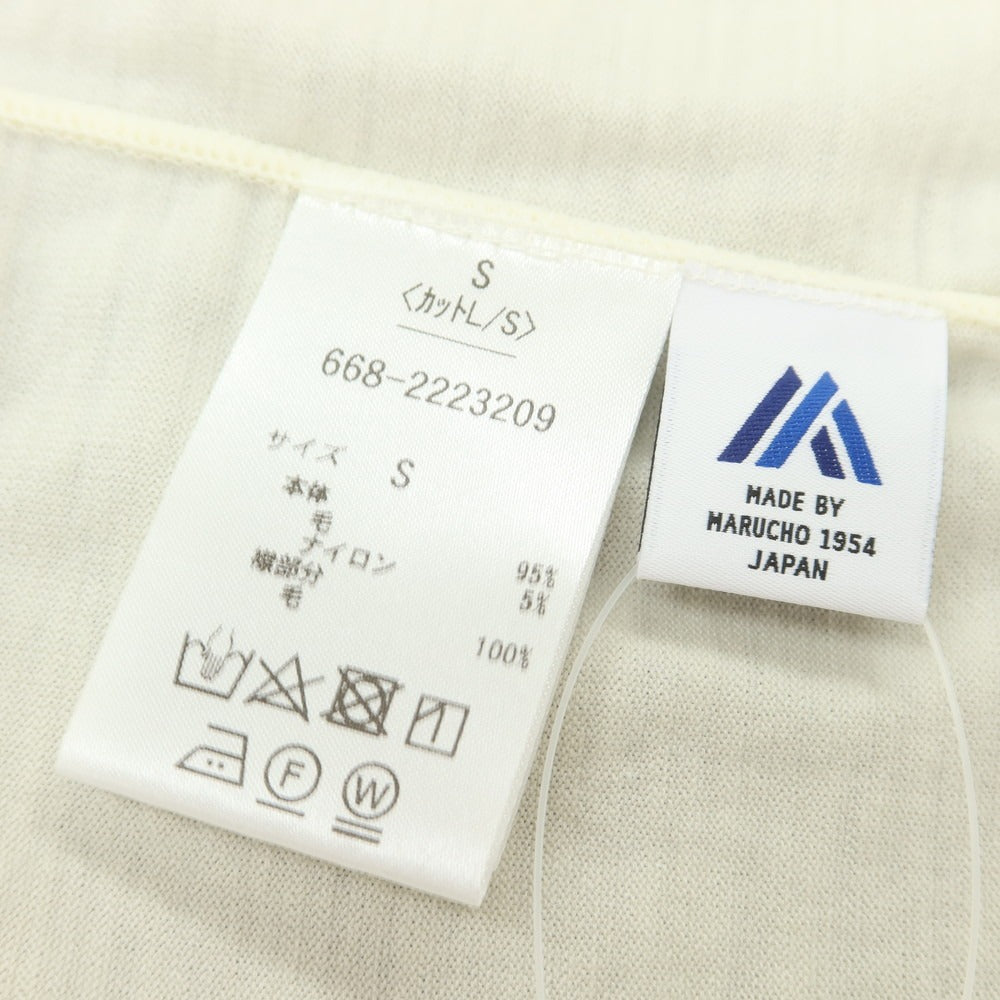 S
〈カットL/S〉
668-2223209
サイズ S
本体
毛 95%
ナイロン 5%
襟部分
毛 100%
F
W
MADE BY
MARUCHO 1954
JAPAN